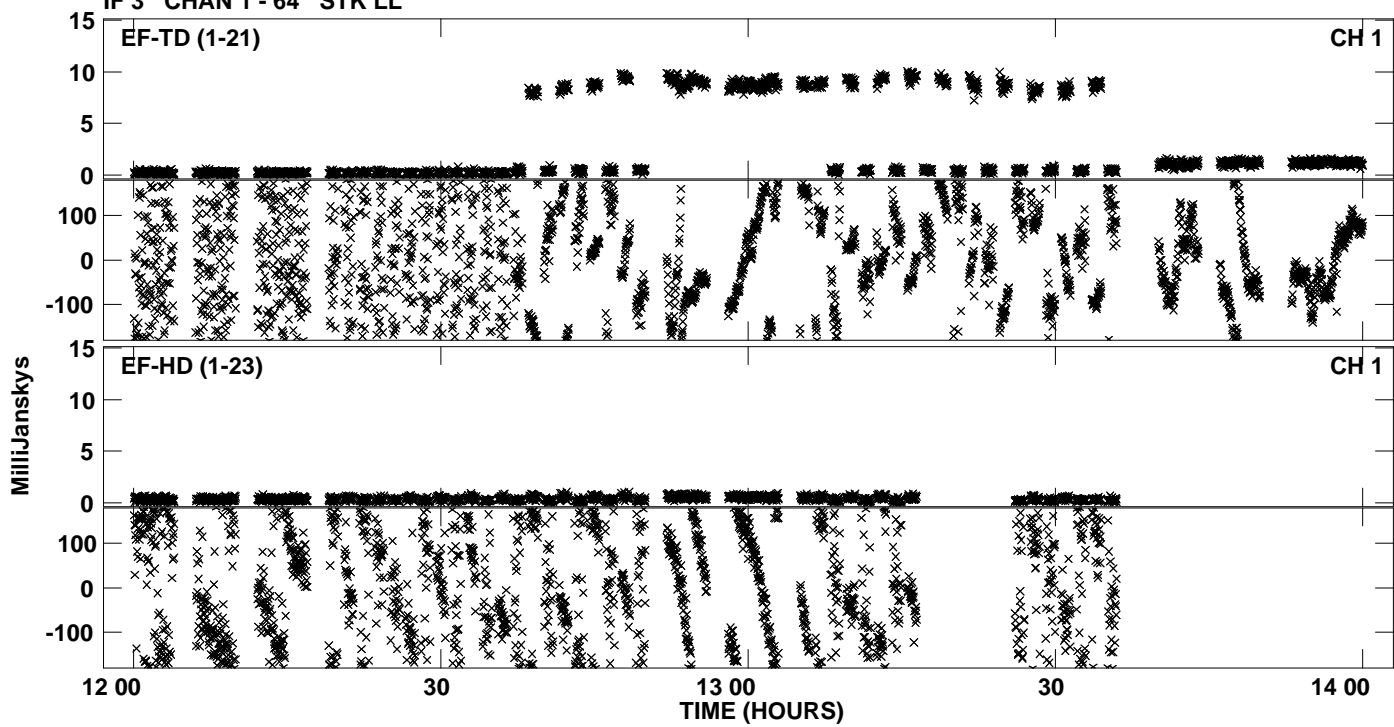 IF 3 CHAN 1 - 64 STK LL
15
EF-TD (1-21)
CH 1
10
5
0
100
0
-100
15
EF-HD (1-23)
CH 1
10
5
0
100
0
-100
MilliJanskys
12 00
30
13 00
30
14 00
TIME (HOURS)